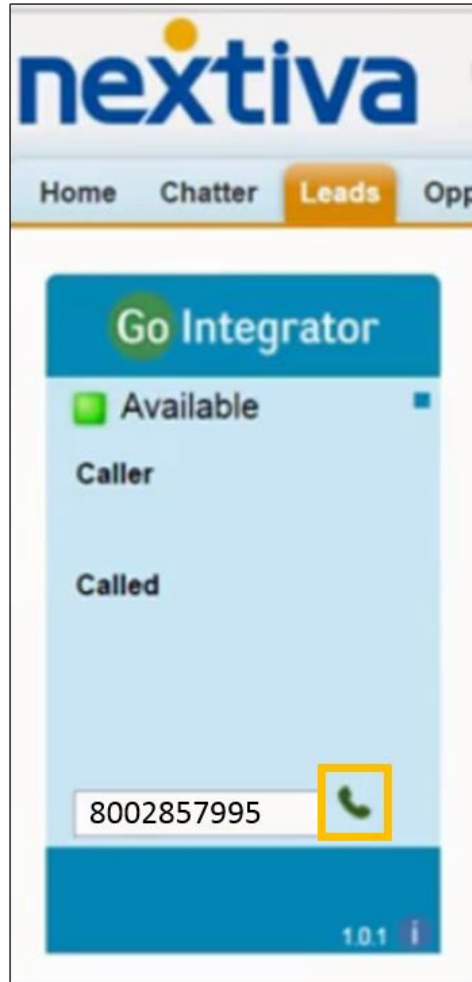 nextiva
Home Chatter Leads Opp
Go Integrator
Available
Caller
Called
8002857995
1.0.1 i